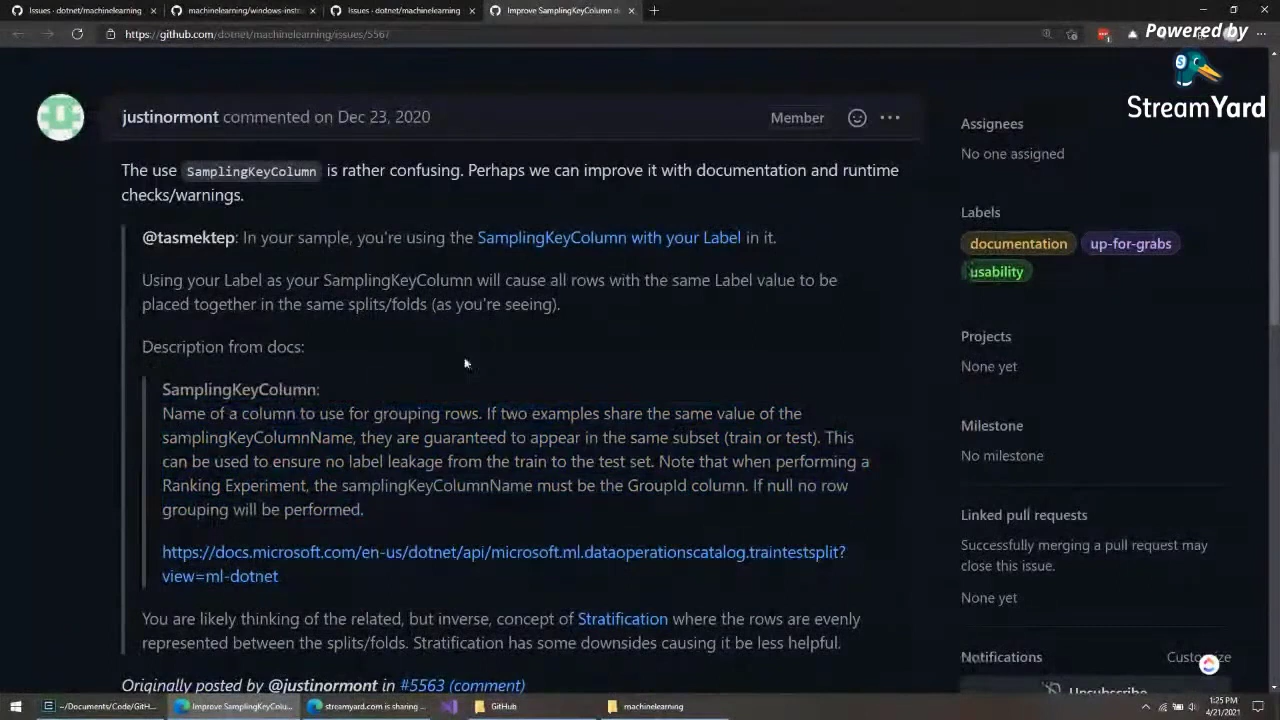 Issues · dotnet/machinelearning
machinelearning/windows-instr
Issues · dotnet/machinelearning
Improve SamplingKeyColumn do
https://github.com/dotnet/machinelearning/issues/5567
Powered by
StreamYard
justinormont commented on Dec 23, 2020
Member
The use SamplingKeyColumn is rather confusing. Perhaps we can improve it with documentation and runtime
checks/warnings.
@tasmektep: In your sample, you're using the SamplingKeyColumn with your Label in it.
Using your Label as your SamplingKeyColumn will cause all rows with the same Label value to be
placed together in the same splits/folds (as you're seeing).
Description from docs:
SamplingKeyColumn:
Name of a column to use for grouping rows. If two examples share the same value of the
samplingKeyColumnName, they are guaranteed to appear in the same subset (train or test). This
can be used to ensure no label leakage from the train to the test set. Note that when performing a
Ranking Experiment, the samplingKeyColumnName must be the GroupId column. If null no row
grouping will be performed.
https://docs.microsoft.com/en-us/dotnet/api/microsoft.ml.dataoperationscatalog.traintestsplit?
view=ml-dotnet
You are likely thinking of the related, but inverse, concept of Stratification where the rows are evenly
represented between the splits/folds. Stratification has some downsides causing it be less helpful.
Originally posted by @justinormont in #5563 (comment)
Assignees
No one assigned
Labels
documentation
up-for-grabs
usability
Projects
None yet
Milestone
No milestone
Linked pull requests
Successfully merging a pull request may
close this issue.
None yet
Notifications
Customize
Unsubscribe
~/Documents/Code/GitH...
Improve SamplingKeyColu...
streamyard.com is sharing ...
GitHub
machinelearning
1:25 PM
4/21/2021